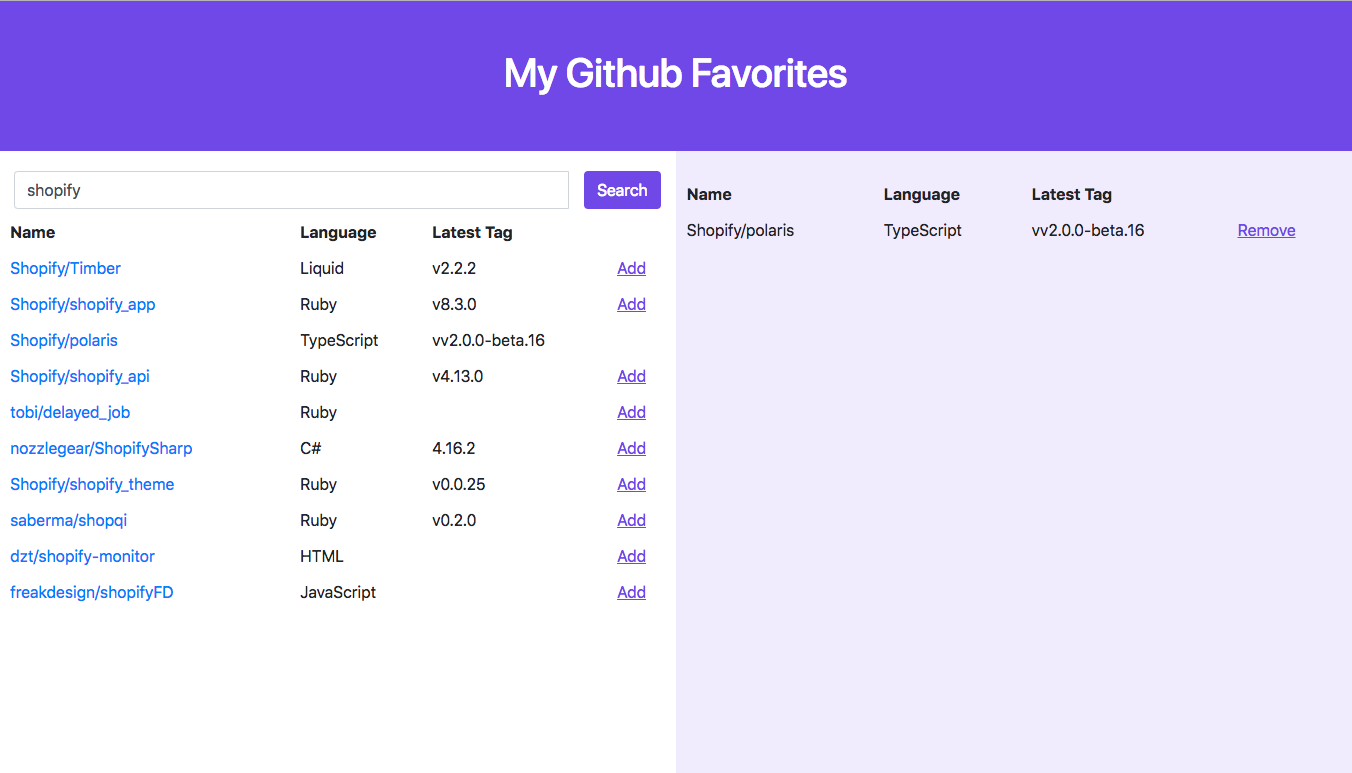 My Github Favorites
shopify Search
Name Language Latest Tag
Shopify/Timber Liquid v2.2.2 Add
Shopify/shopify_app Ruby v8.3.0 Add
Shopify/polaris TypeScript vv2.0.0-beta.16
Shopify/shopify_api Ruby v4.13.0 Add
tobi/delayed_job Ruby Add
nozzlegear/ShopifySharp C# 4.16.2 Add
Shopify/shopify_theme Ruby v0.0.25 Add
saberma/shopqi Ruby v0.2.0 Add
dzt/shopify-monitor HTML Add
freakdesign/shopifyFD JavaScript Add
Name Language Latest Tag
Shopify/polaris TypeScript vv2.0.0-beta.16 Remove